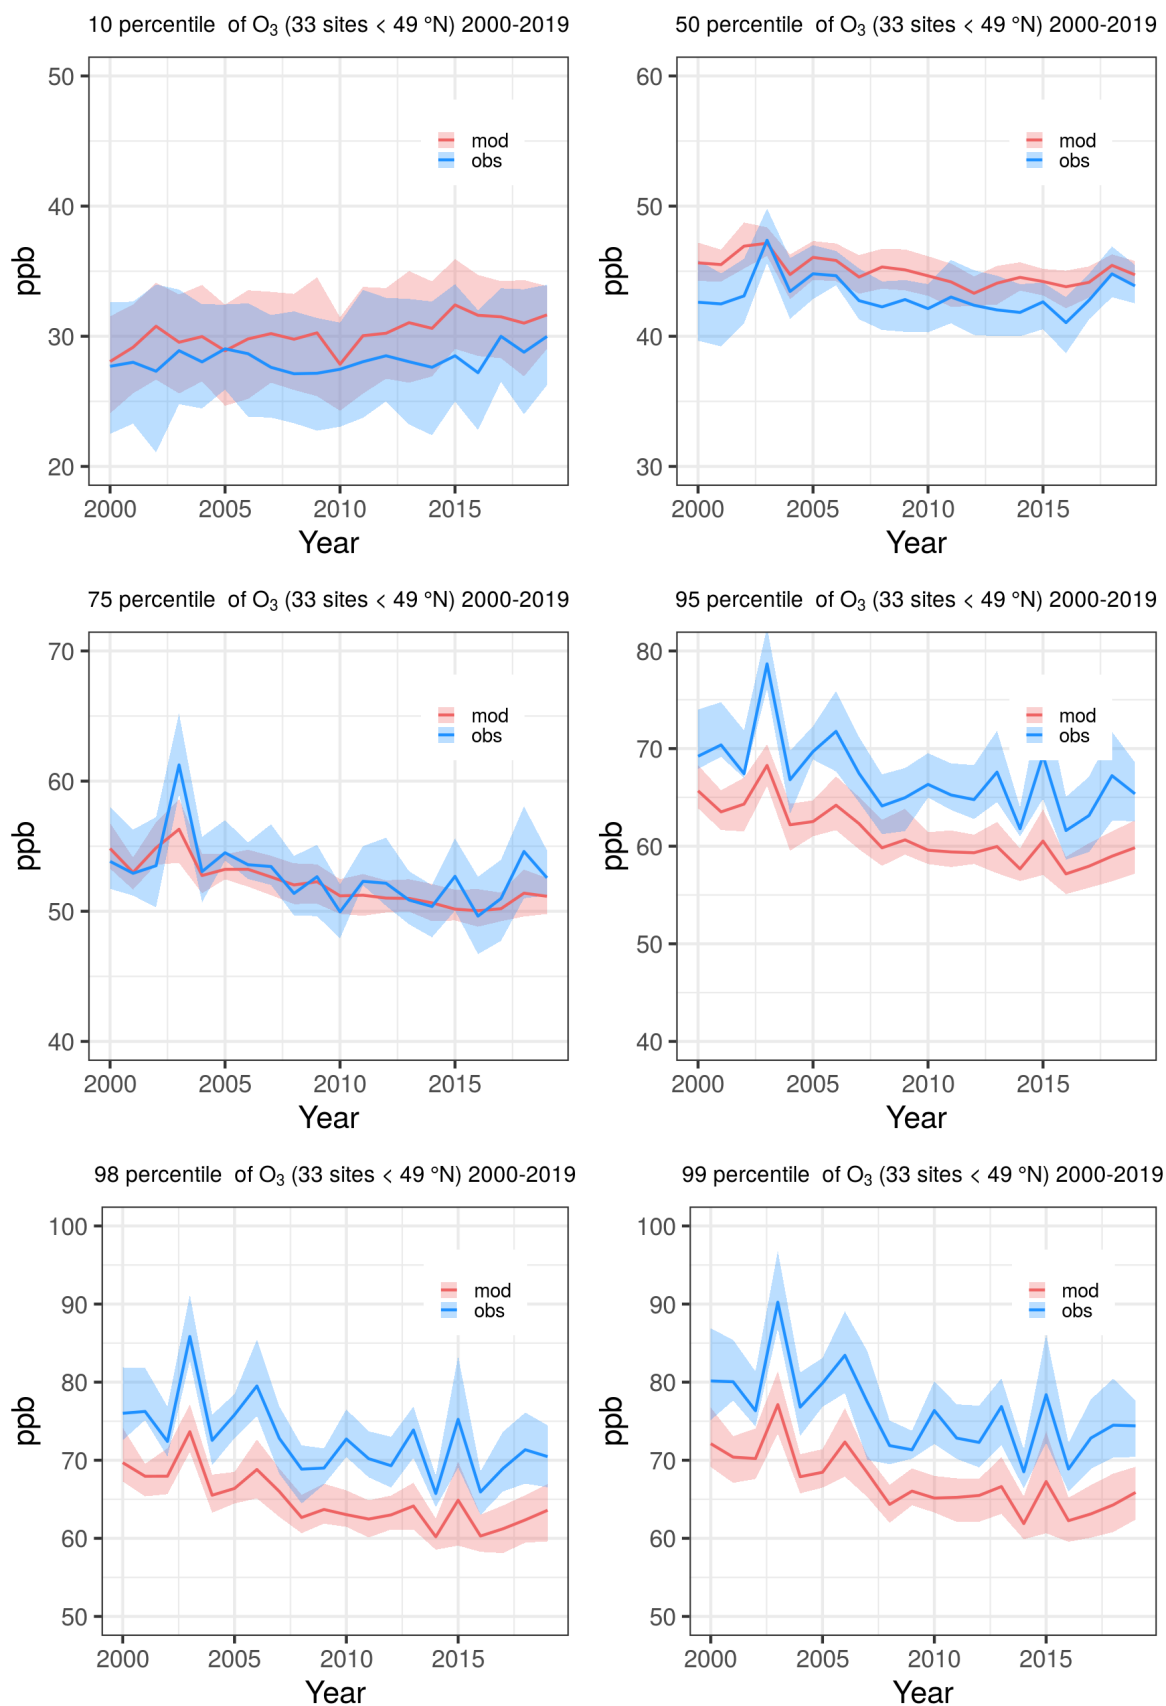 10 percentile  of O3 (33 sites < 49 °N) 2000-2019
50
40
30
20
ppb
mod
obs
2000 2005 2010 2015
Year
50 percentile  of O3 (33 sites < 49 °N) 2000-2019
60
50
40
30
ppb
mod
obs
2000 2005 2010 2015
Year
75 percentile  of O3 (33 sites < 49 °N) 2000-2019
70
60
50
40
ppb
mod
obs
2000 2005 2010 2015
Year
95 percentile  of O3 (33 sites < 49 °N) 2000-2019
80
70
60
50
40
ppb
mod
obs
2000 2005 2010 2015
Year
98 percentile  of O3 (33 sites < 49 °N) 2000-2019
100
90
80
70
60
50
ppb
mod
obs
2000 2005 2010 2015
Year
99 percentile  of O3 (33 sites < 49 °N) 2000-2019
100
90
80
70
60
50
ppb
mod
obs
2000 2005 2010 2015
Year